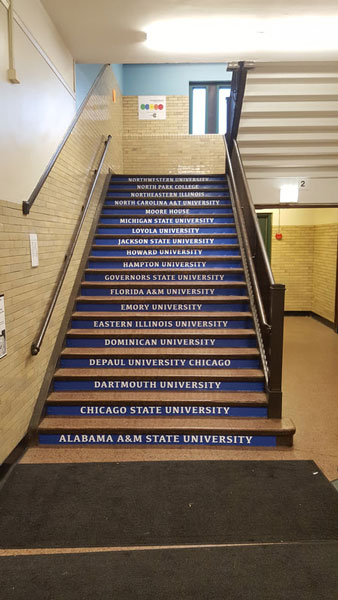 NORTHWESTERN UNIVERSITY
NORTH PARK COLLEGE
NORTHEASTERN ILLINOIS
NORTH CAROLINA A&T UNIVERSITY
MOORE HOUSE
MICHIGAN STATE UNIVERSITY
LOYOLA UNIVERSITY
JACKSON STATE UNIVERSITY
HOWARD UNIVERSITY
HAMPTON UNIVERSITY
GOVERNORS STATE UNIVERSITY
FLORIDA A&M UNIVERSITY
EMORY UNIVERSITY
EASTERN ILLINOIS UNIVERSITY
DOMINICAN UNIVERSITY
DEPAUL UNIVERSITY CHICAGO
DARTMOUTH UNIVERSITY
CHICAGO STATE UNIVERSITY
ALABAMA A&M STATE UNIVERSITY
2